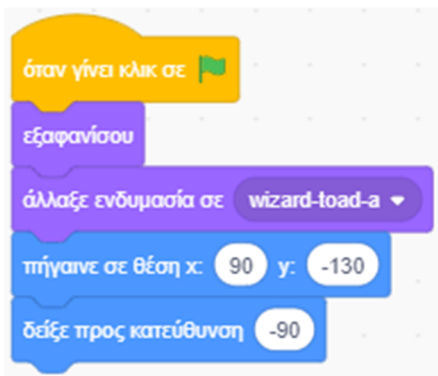 όταν γίνει κλικ σε
εξαφανίσου
άλλαξε ενδυμασία σε wizard-toad-a
πήγαινε σε θέση x: 90 y: -130
δείξε προς κατεύθυνση -90